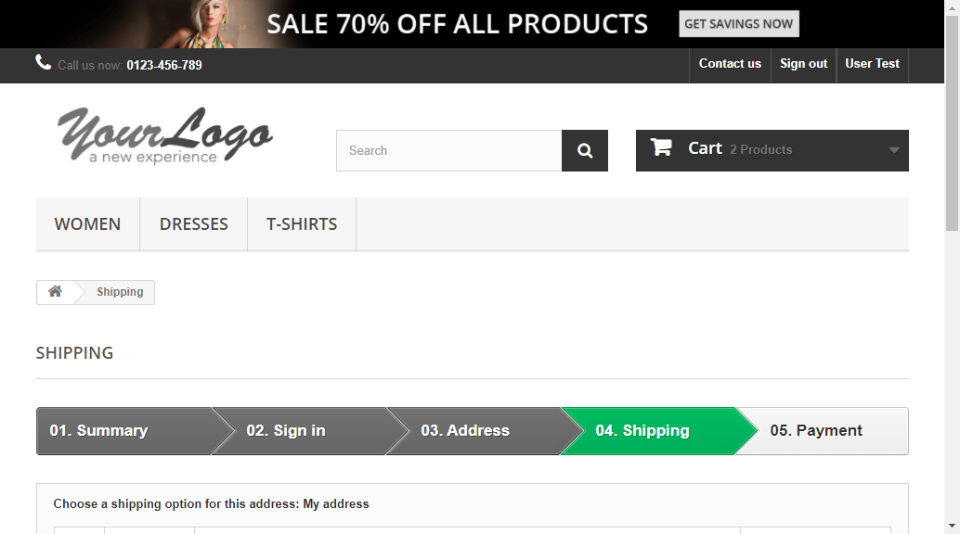 SALE 70% OFF ALL PRODUCTS GET SAVINGS NOW
Call us now: 0123-456-789 Contact us Sign out User Test
YourLogo
a new experience
Search
Cart 2 Products
WOMEN DRESSES T-SHIRTS
Shipping
SHIPPING
01. Summary 02. Sign in 03. Address 04. Shipping 05. Payment
Choose a shipping option for this address: My address